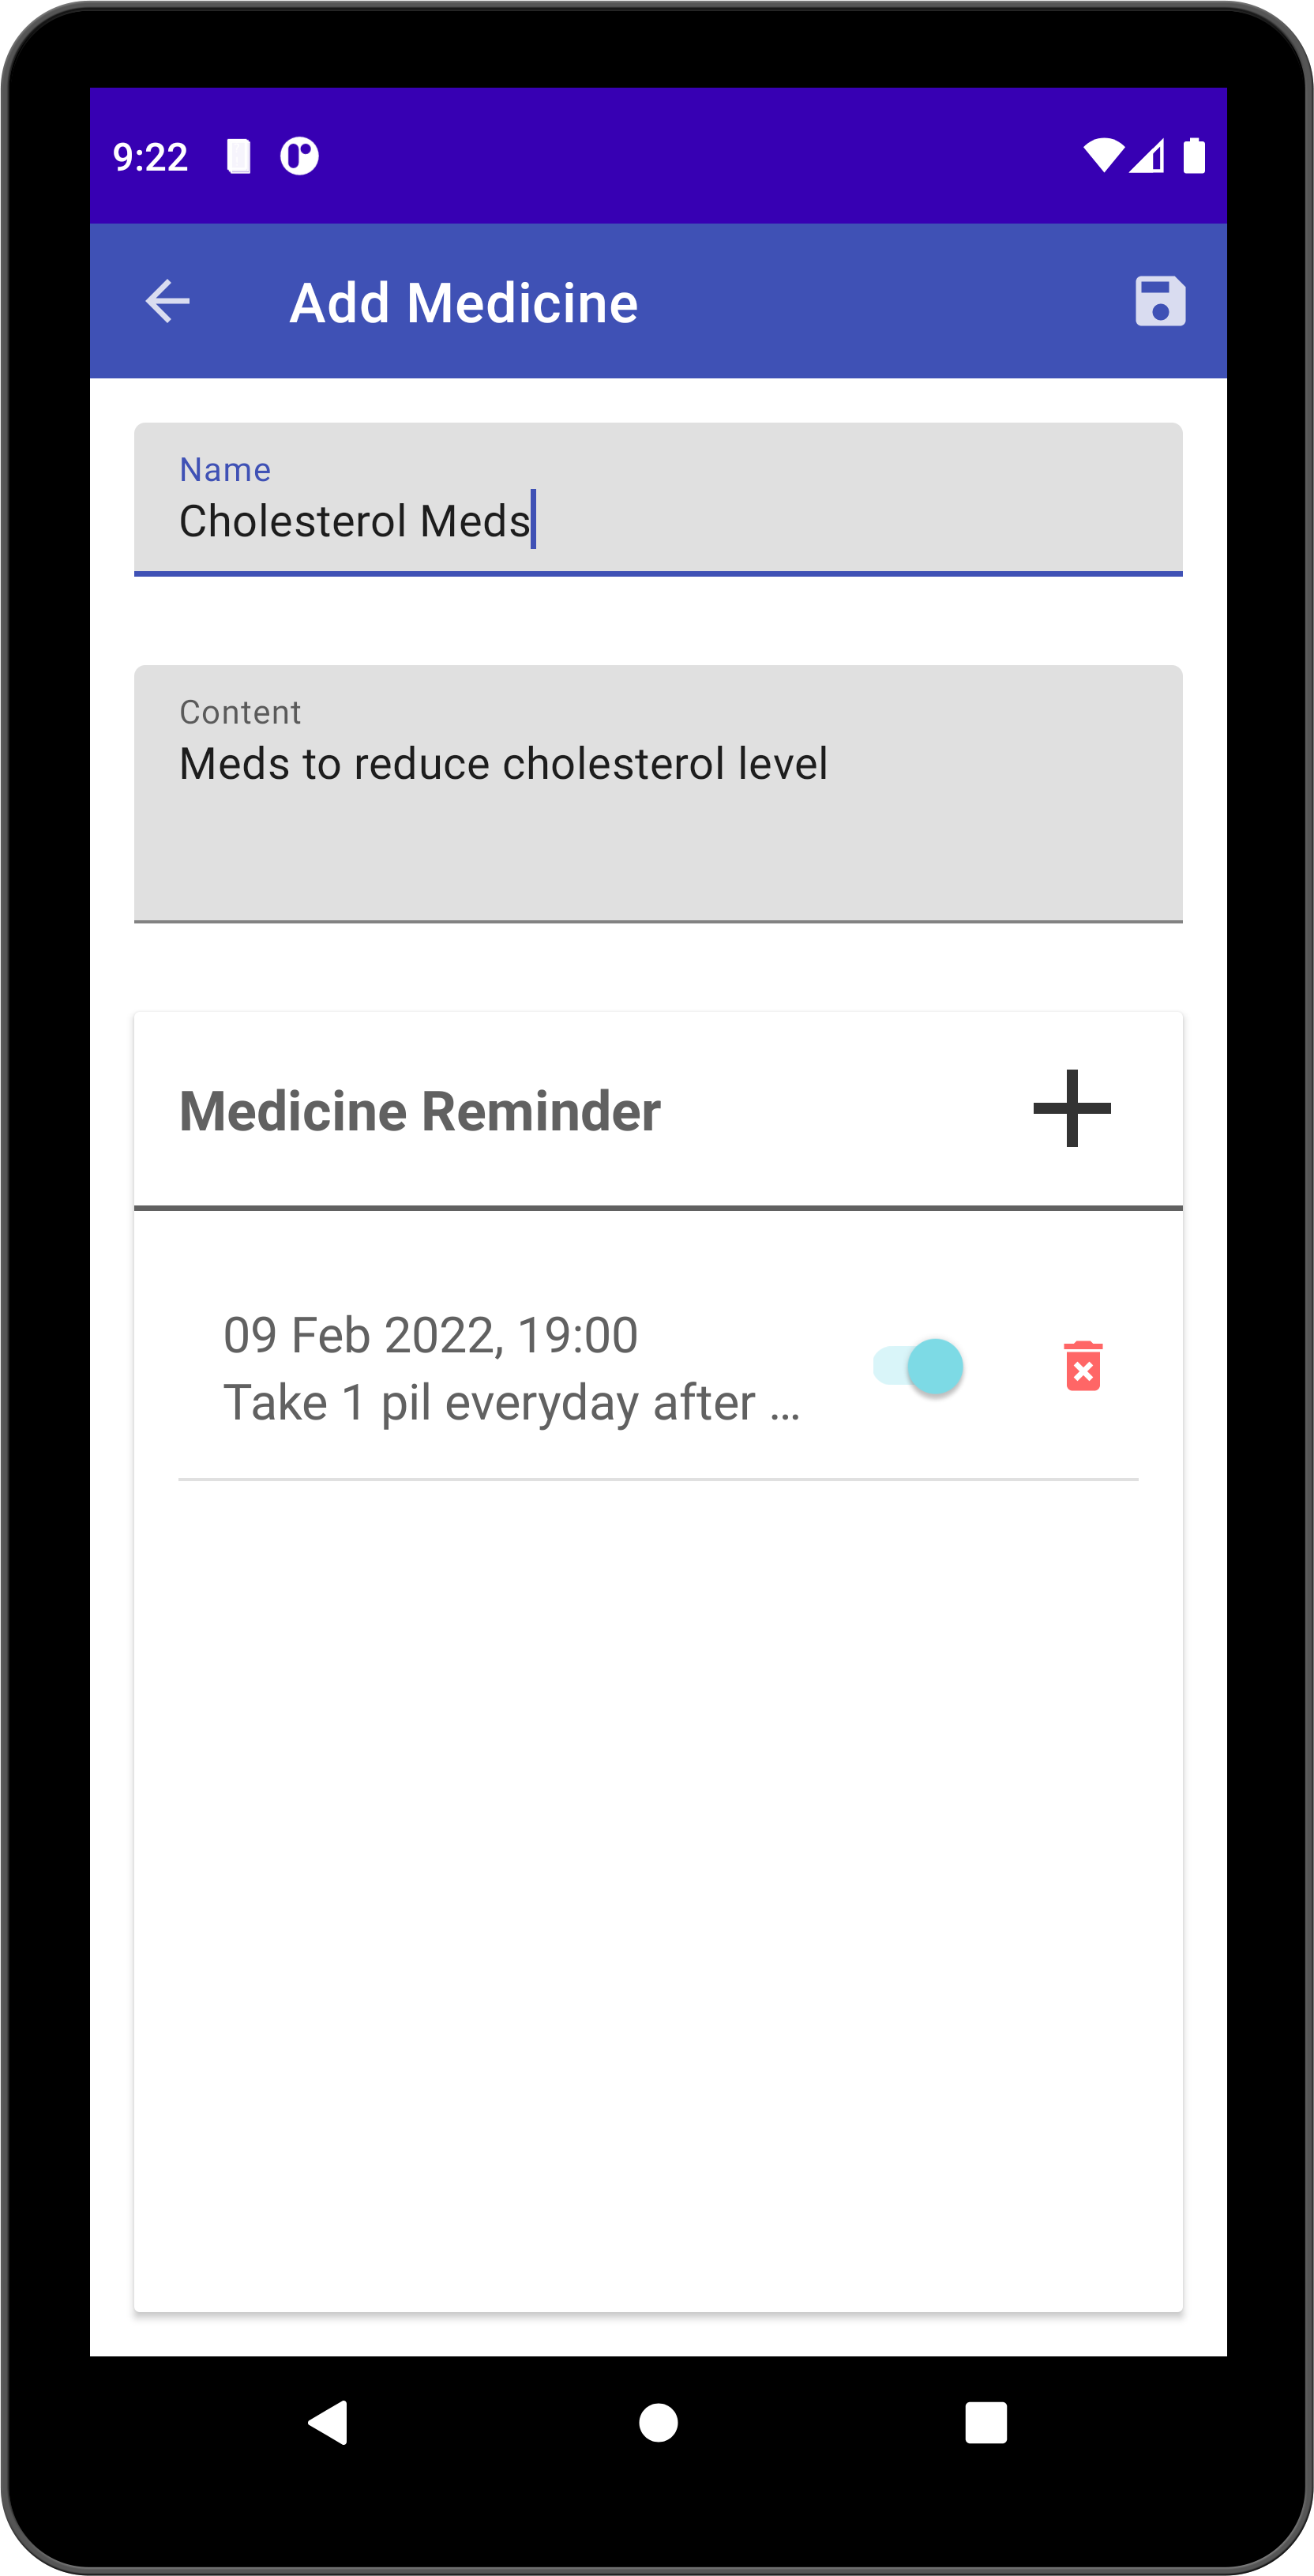 9:22
Add Medicine
Name
Cholesterol Meds
Content
Meds to reduce cholesterol level
Medicine Reminder
09 Feb 2022, 19:00
Take 1 pil everyday after ...